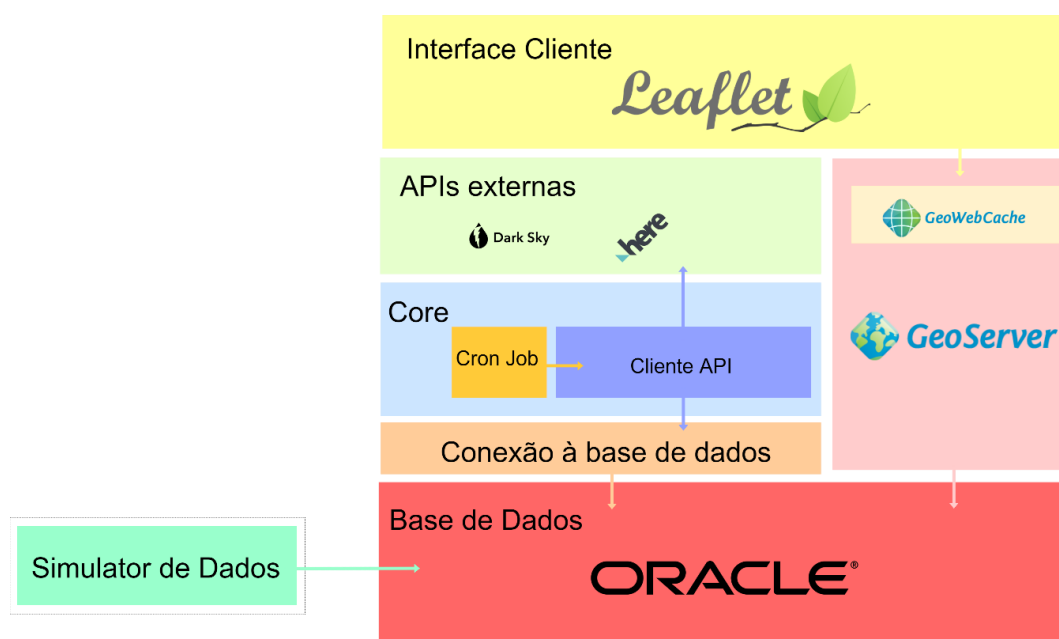 Interface Cliente
Leaflet
APIs externas
Dark Sky
here
GeoWebCache
Core
Cron Job
Cliente API
GeoServer
Conexão à base de dados
Base de Dados
Simulator de Dados
ORACLE®